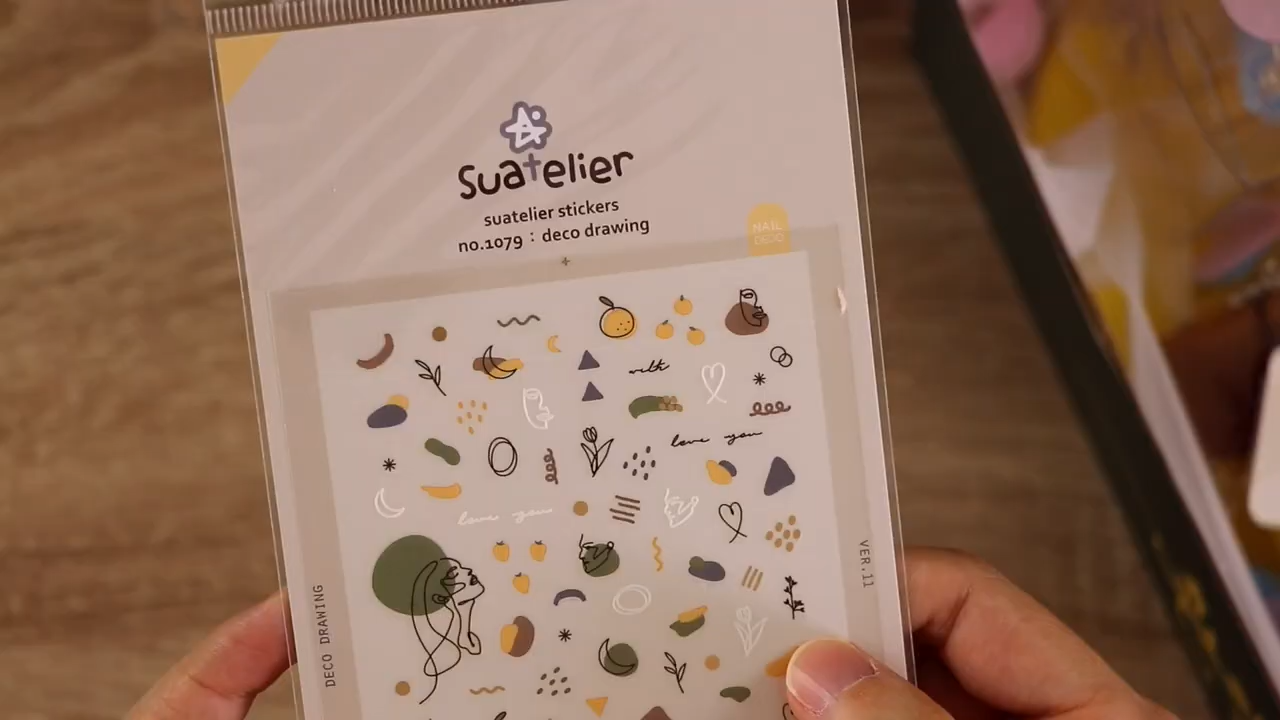 suatelier
suatelier stickers
no.1079 : deco drawing
NAIL
DECO
with
love you
love you
VER.11
DECO DRAWING